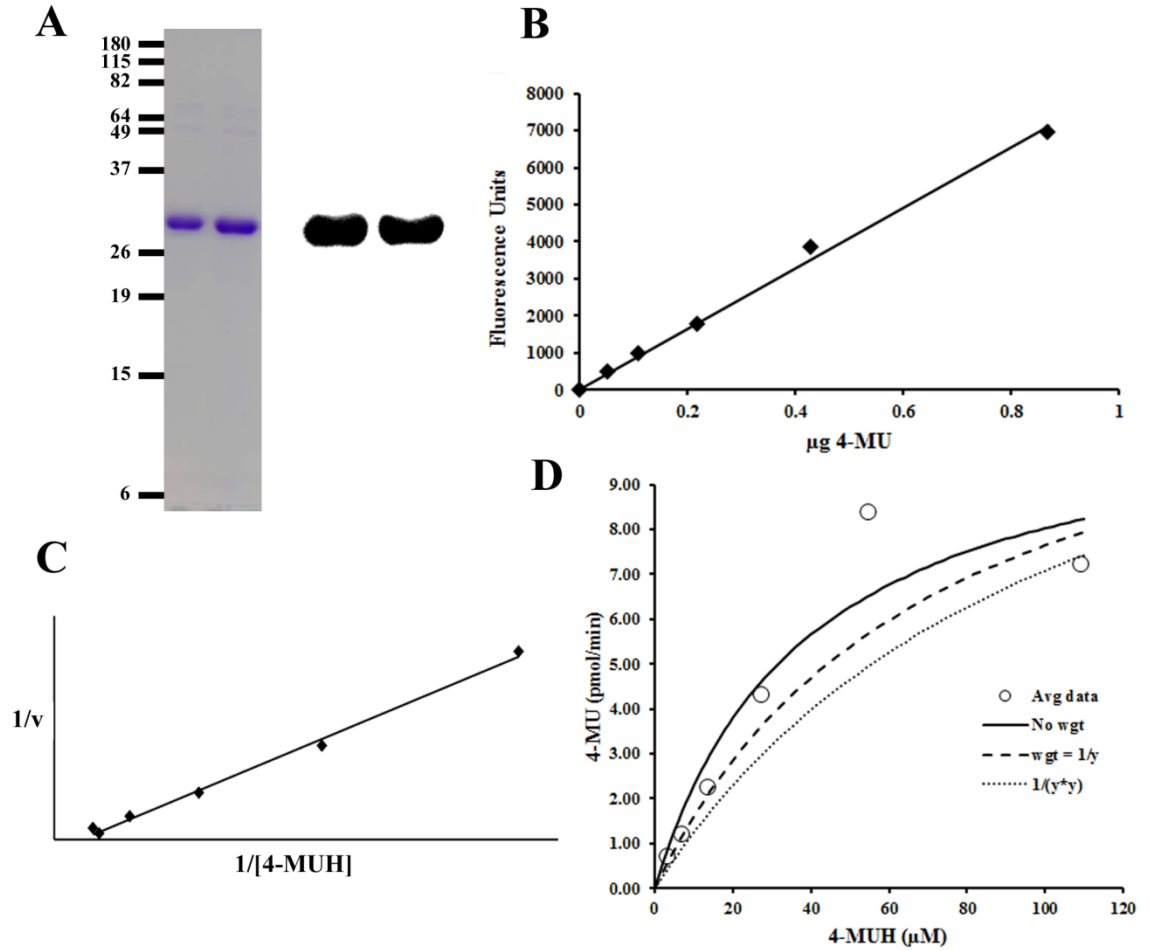 A
180
115
82
64
49
37
26
19
15
6
B
8000
7000
6000
5000
4000
3000
2000
1000
0
Fluorescence Units
0 0.2 0.4 0.6 0.8 1
µg 4-MU
C
1/v
1/[4-MUH]
D
9.00
8.00
7.00
6.00
5.00
4.00
3.00
2.00
1.00
0.00
4-MU (pmol/min)
Avg data
No wgt
wgt = 1/y
1/(y*y)
0 20 40 60 80 100 120
4-MUH (µM)